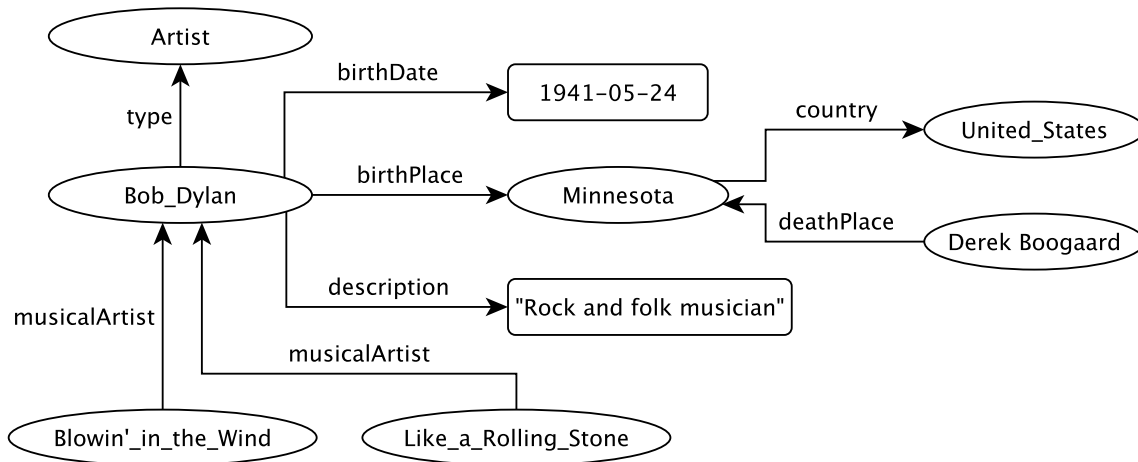 Artist
birthDate
1941-05-24
country
type
United_States
birthPlace
Bob_Dylan
Minnesota
deathPlace
Derek Boogaard
description
"Rock and folk musician"
musicalArtist
musicalArtist
Blowin'_in_the_Wind
Like_a_Rolling_Stone